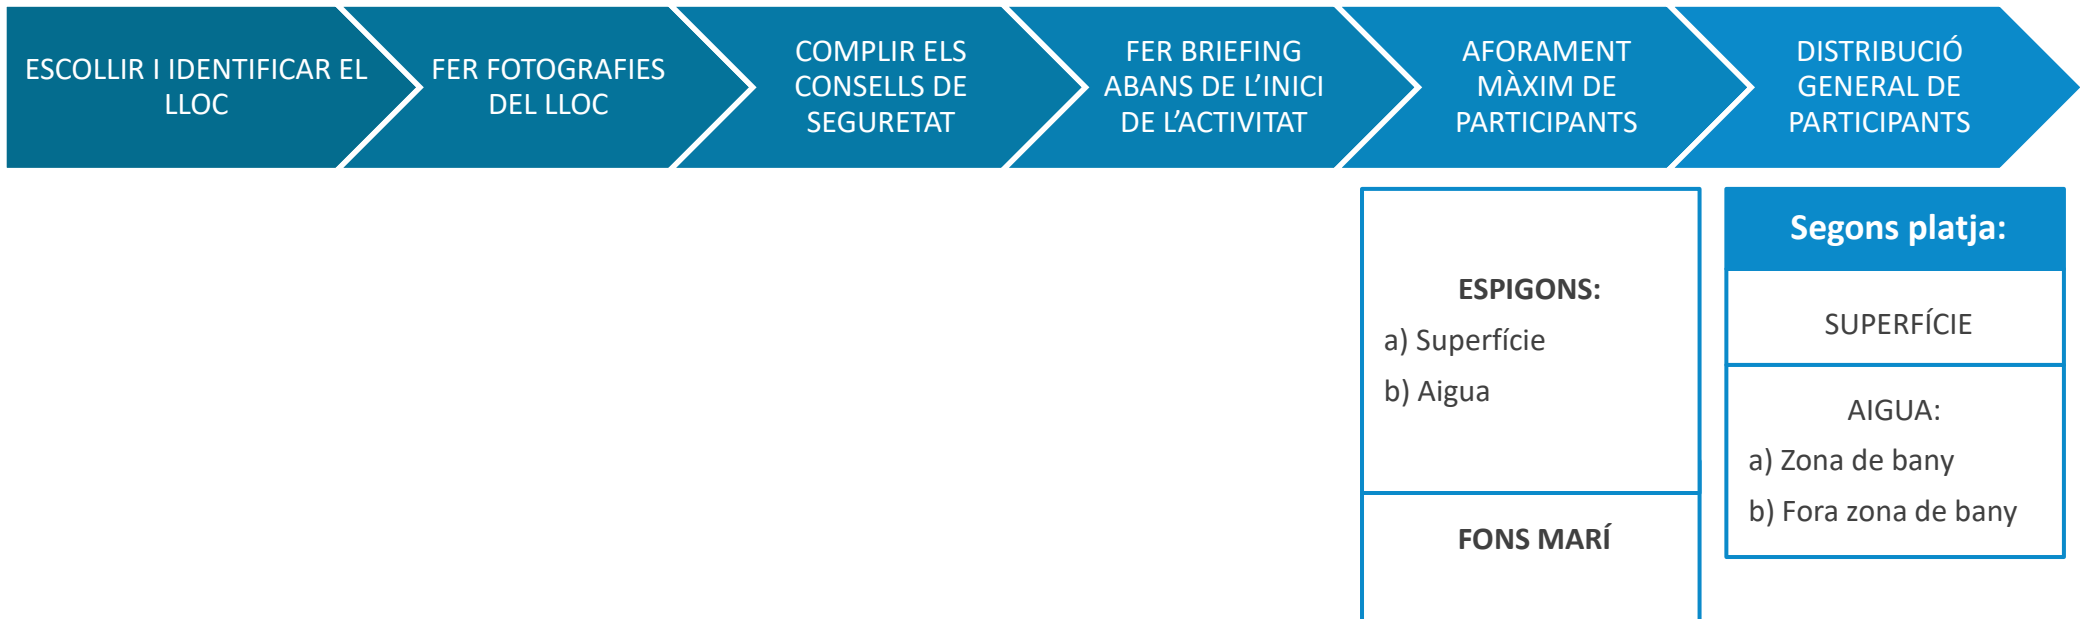 ESCOLLIR I IDENTIFICAR EL
LLOC
FER FOTOGRAFIES
DEL LLOC
COMPLIR ELS
CONSELLS DE
SEGURETAT
FER BRIEFING
ABANS DE L’INICI
DE L’ACTIVITAT
AFORAMENT
MÀXIM DE
PARTICIPANTS
DISTRIBUCIÓ
GENERAL DE
PARTICIPANTS
ESPIGONS:
a) Superfície
b) Aigua
FONS MARÍ
Segons platja:
SUPERFÍCIE
AIGUA:
a) Zona de bany
b) Fora zona de bany